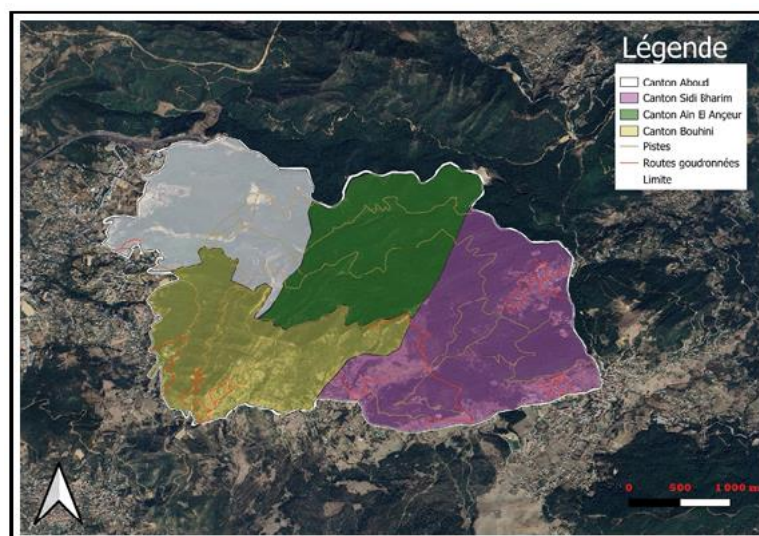 Légende
Canton Aboud
Canton Sidi Bharim
Canton Ain El Ançeur
Canton Bouhini
Pistes
Routes goudronnées
Limite
0 500 1 000 m